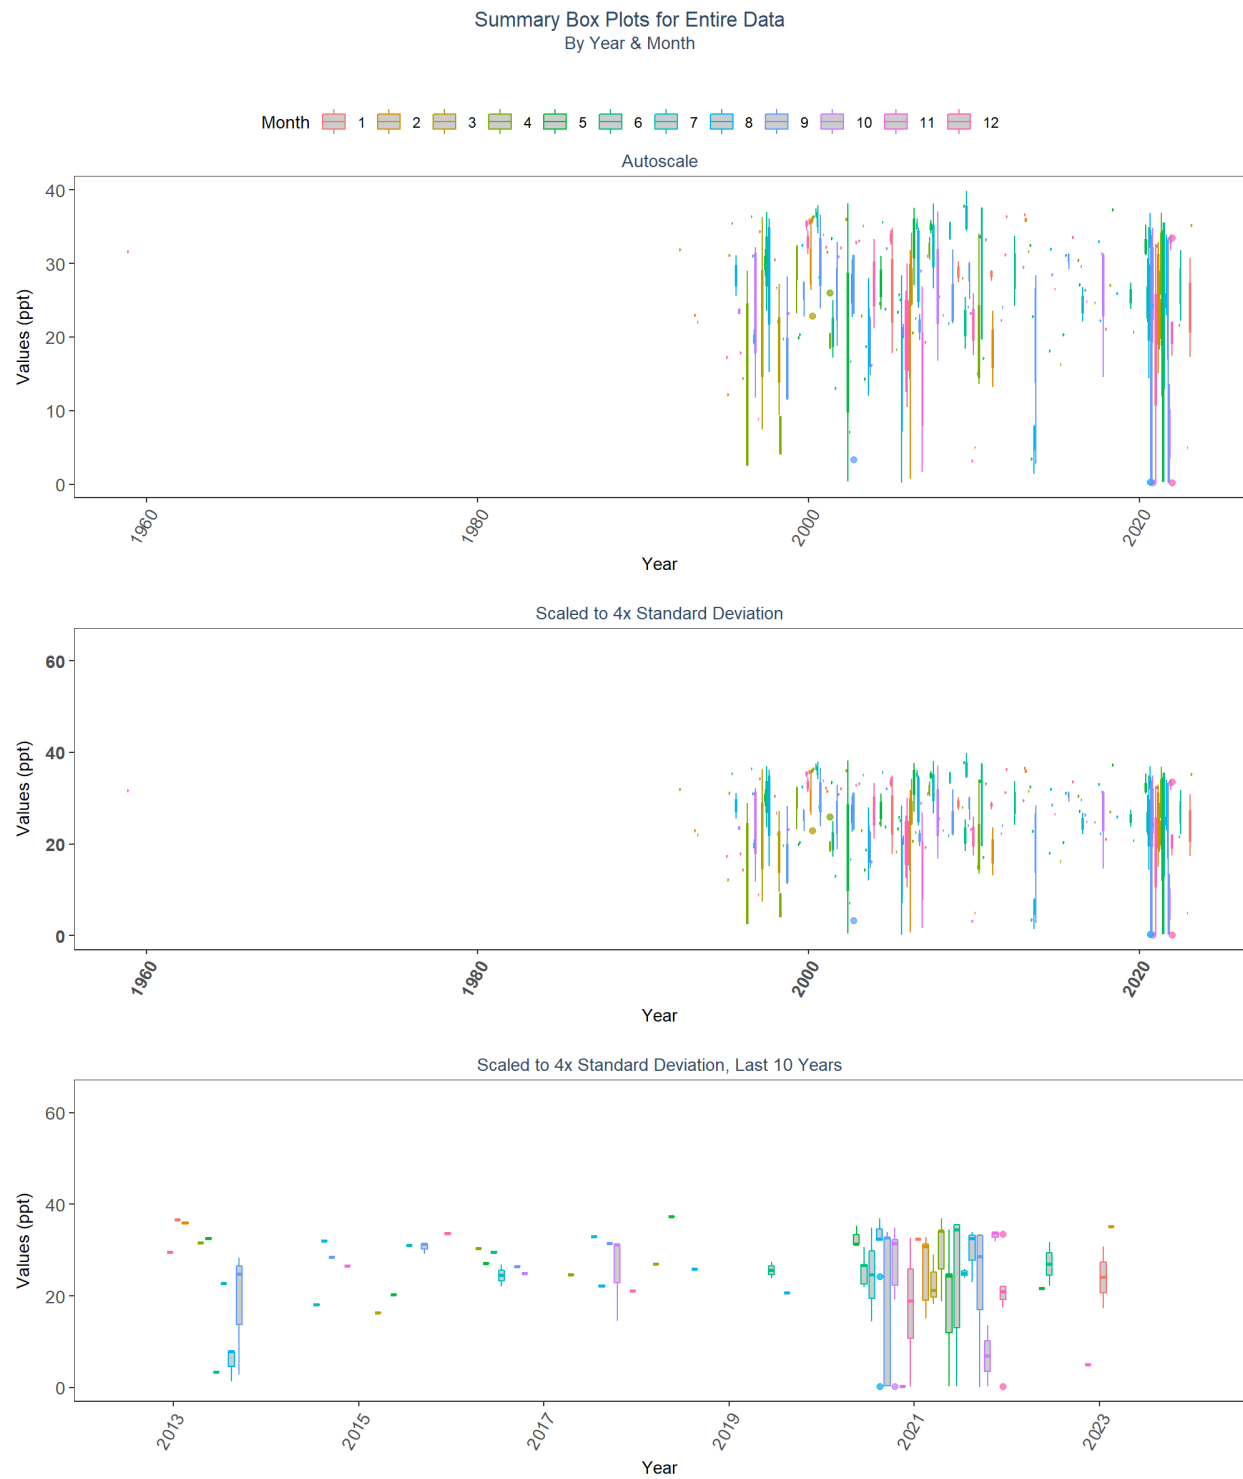 Summary Box Plots for Entire Data
By Year & Month
Month 1 2 3 4 5 6 7 8 9 10 11 12
Autoscale
Values (ppt)
40
30
20
10
0
1960 1980 2000 2020
Year
Scaled to 4x Standard Deviation
Values (ppt)
60
40
20
0
1960 1980 2000 2020
Year
Scaled to 4x Standard Deviation, Last 10 Years
Values (ppt)
60
40
20
0
2013 2015 2017 2019 2021 2023
Year